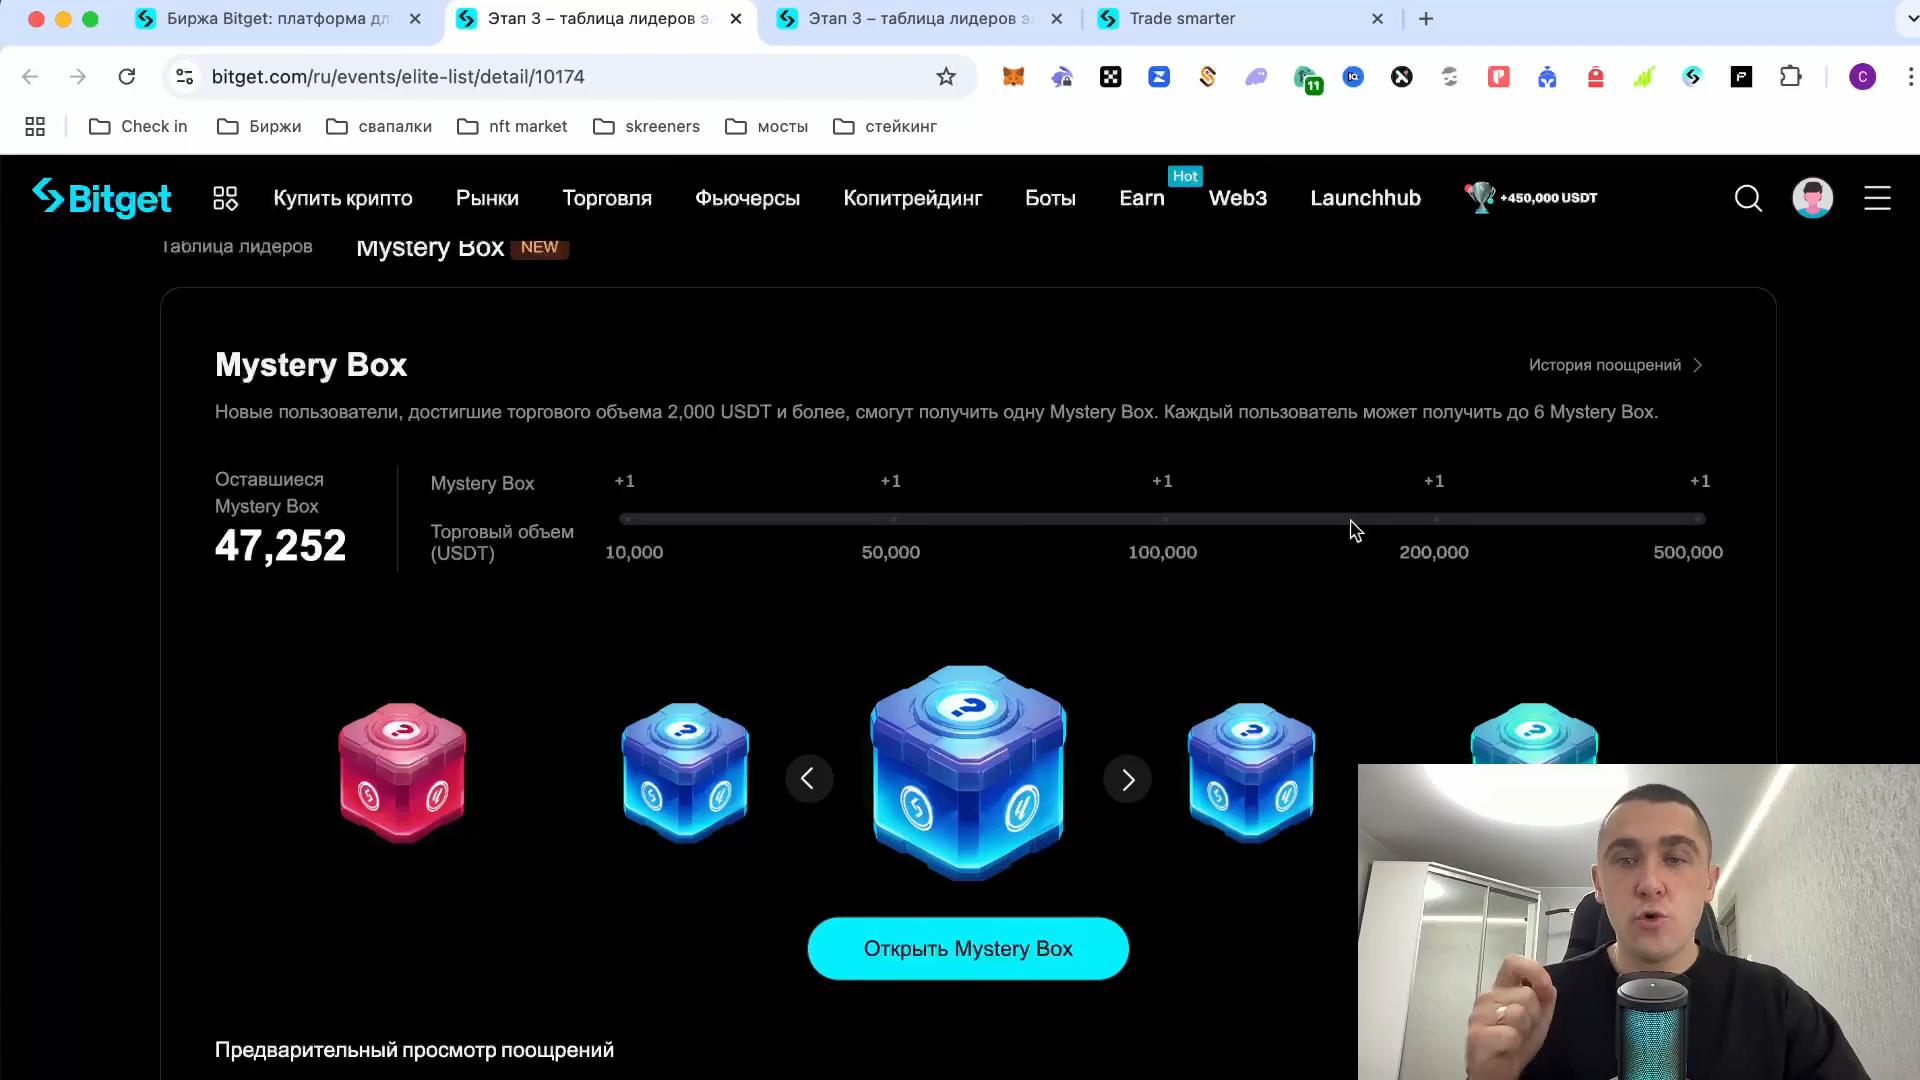 Биржа Bitget: платформа дл
Этап 3 – таблица лидеров э
Этап 3 – таблица лидеров э
Trade smarter
bitget.com/ru/events/elite-list/detail/10174
11
C
Check in
Биржи
свапалки
nft market
skreeners
мосты
стейкинг
Bitget
Купить крипто
Рынки
Торговля
Фьючерсы
Копитрейдинг
Боты
Earn
Hot
Web3
Launchhub
+450,000 USDT
Таблица лидеров
Mystery Box NEW
Mystery Box
История поощрений
Новые пользователи, достигшие торгового объема 2,000 USDT и более, смогут получить одну Mystery Box. Каждый пользователь может получить до 6 Mystery Box.
Оставшиеся
Mystery Box
47,252
Mystery Box
+1 +1 +1 +1 +1
Торговый объем
(USDT)
10,000 50,000 100,000 200,000 500,000
Открыть Mystery Box
Предварительный просмотр поощрений